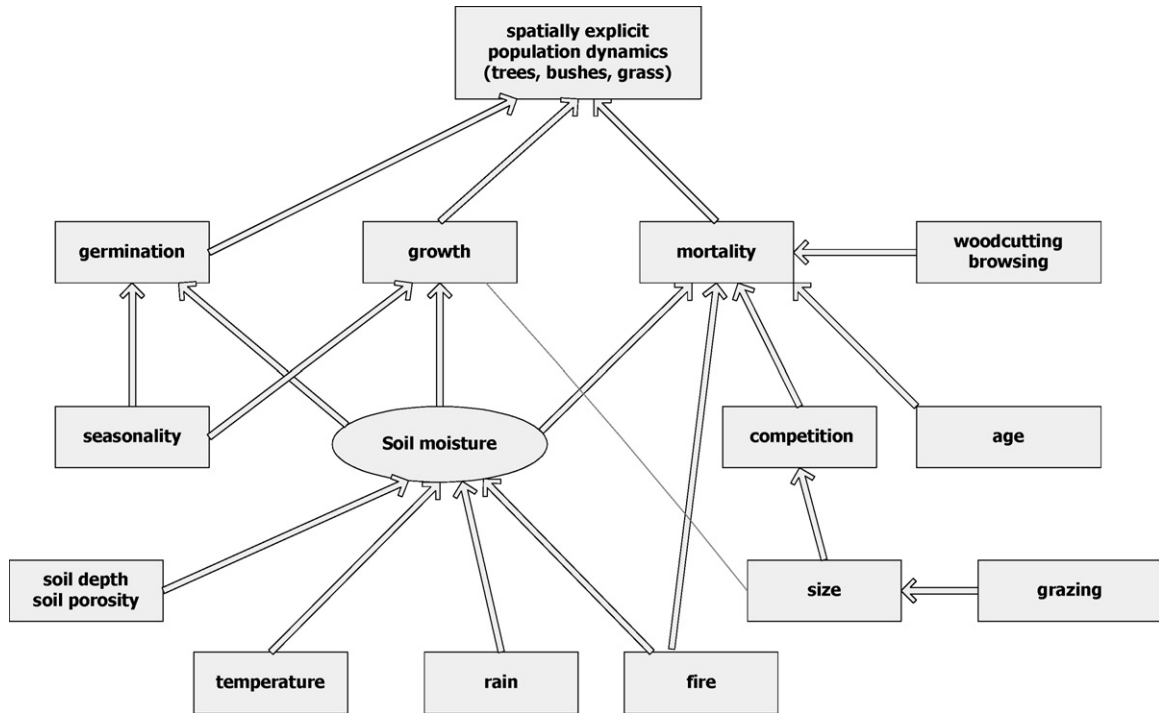 spatially explicit
population dynamics
(trees, bushes, grass)
germination
growth
mortality
woodcutting
browsing
seasonality
Soil moisture
competition
age
soil depth
soil porosity
size
grazing
temperature
rain
fire